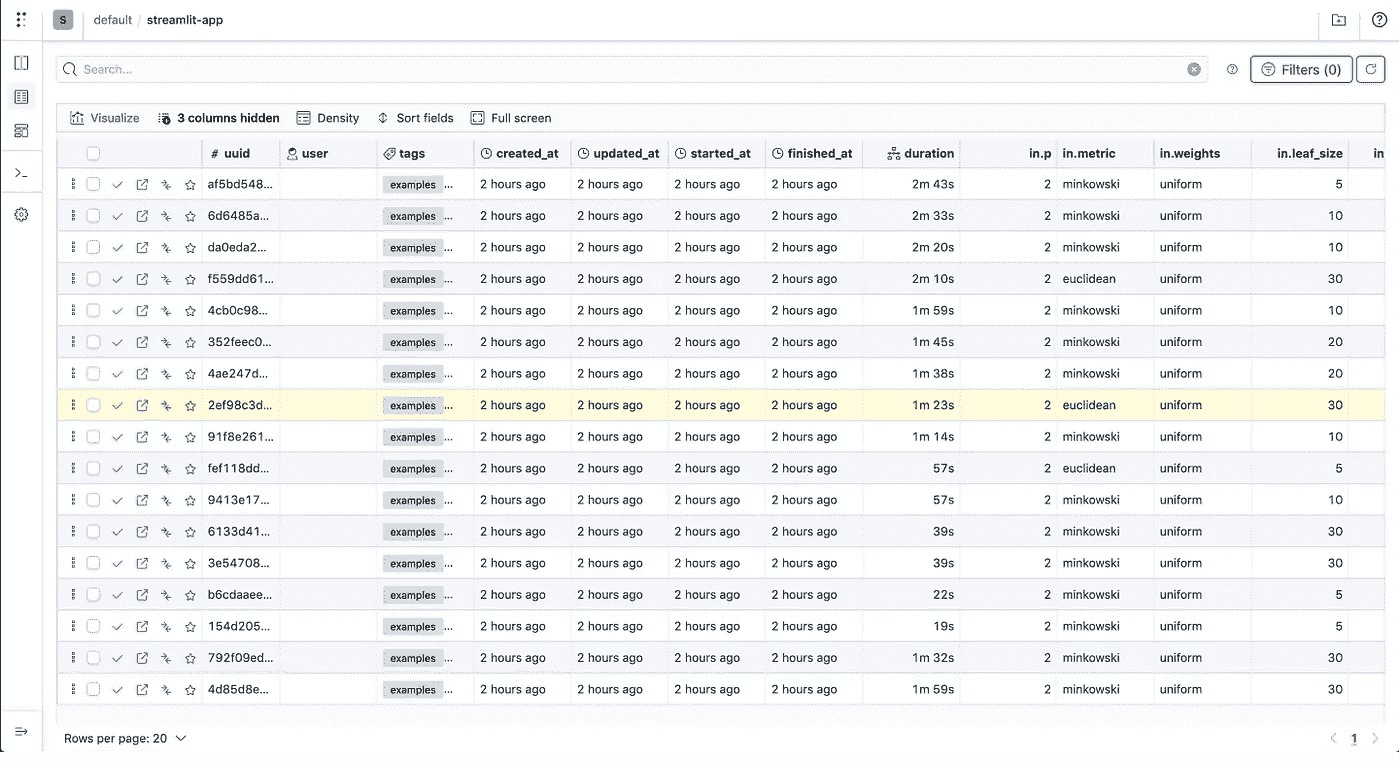 S default / streamlit-app
Search...
Filters (0)
Visualize 3 columns hidden Density Sort fields Full screen
# uuid user tags created_at updated_at started_at finished_at duration in.p in.metric in.weights in.leaf_size in
af5bd548... examples ... 2 hours ago 2 hours ago 2 hours ago 2 hours ago 2m 43s 2 minkowski uniform 5
6d6485a... examples ... 2 hours ago 2 hours ago 2 hours ago 2 hours ago 2m 33s 2 minkowski uniform 10
da0eda2... examples ... 2 hours ago 2 hours ago 2 hours ago 2 hours ago 2m 20s 2 minkowski uniform 10
f559dd61... examples ... 2 hours ago 2 hours ago 2 hours ago 2 hours ago 2m 10s 2 euclidean uniform 30
4cb0c98... examples ... 2 hours ago 2 hours ago 2 hours ago 2 hours ago 1m 59s 2 minkowski uniform 10
352feec0... examples ... 2 hours ago 2 hours ago 2 hours ago 2 hours ago 1m 45s 2 minkowski uniform 20
4ae247d... examples ... 2 hours ago 2 hours ago 2 hours ago 2 hours ago 1m 38s 2 minkowski uniform 20
2ef98c3d... examples ... 2 hours ago 2 hours ago 2 hours ago 2 hours ago 1m 23s 2 euclidean uniform 30
91f8e261... examples ... 2 hours ago 2 hours ago 2 hours ago 2 hours ago 1m 14s 2 minkowski uniform 10
fef118dd... examples ... 2 hours ago 2 hours ago 2 hours ago 2 hours ago 57s 2 euclidean uniform 5
9413e17... examples ... 2 hours ago 2 hours ago 2 hours ago 2 hours ago 57s 2 minkowski uniform 10
6133d41... examples ... 2 hours ago 2 hours ago 2 hours ago 2 hours ago 39s 2 minkowski uniform 30
3e54708... examples ... 2 hours ago 2 hours ago 2 hours ago 2 hours ago 39s 2 minkowski uniform 30
b6cdaaee... examples ... 2 hours ago 2 hours ago 2 hours ago 2 hours ago 22s 2 minkowski uniform 5
154d205... examples ... 2 hours ago 2 hours ago 2 hours ago 2 hours ago 19s 2 minkowski uniform 5
792f09ed... examples ... 2 hours ago 2 hours ago 2 hours ago 2 hours ago 1m 32s 2 minkowski uniform 30
4d85d8e... examples ... 2 hours ago 2 hours ago 2 hours ago 2 hours ago 1m 59s 2 minkowski uniform 30
Rows per page: 20 1